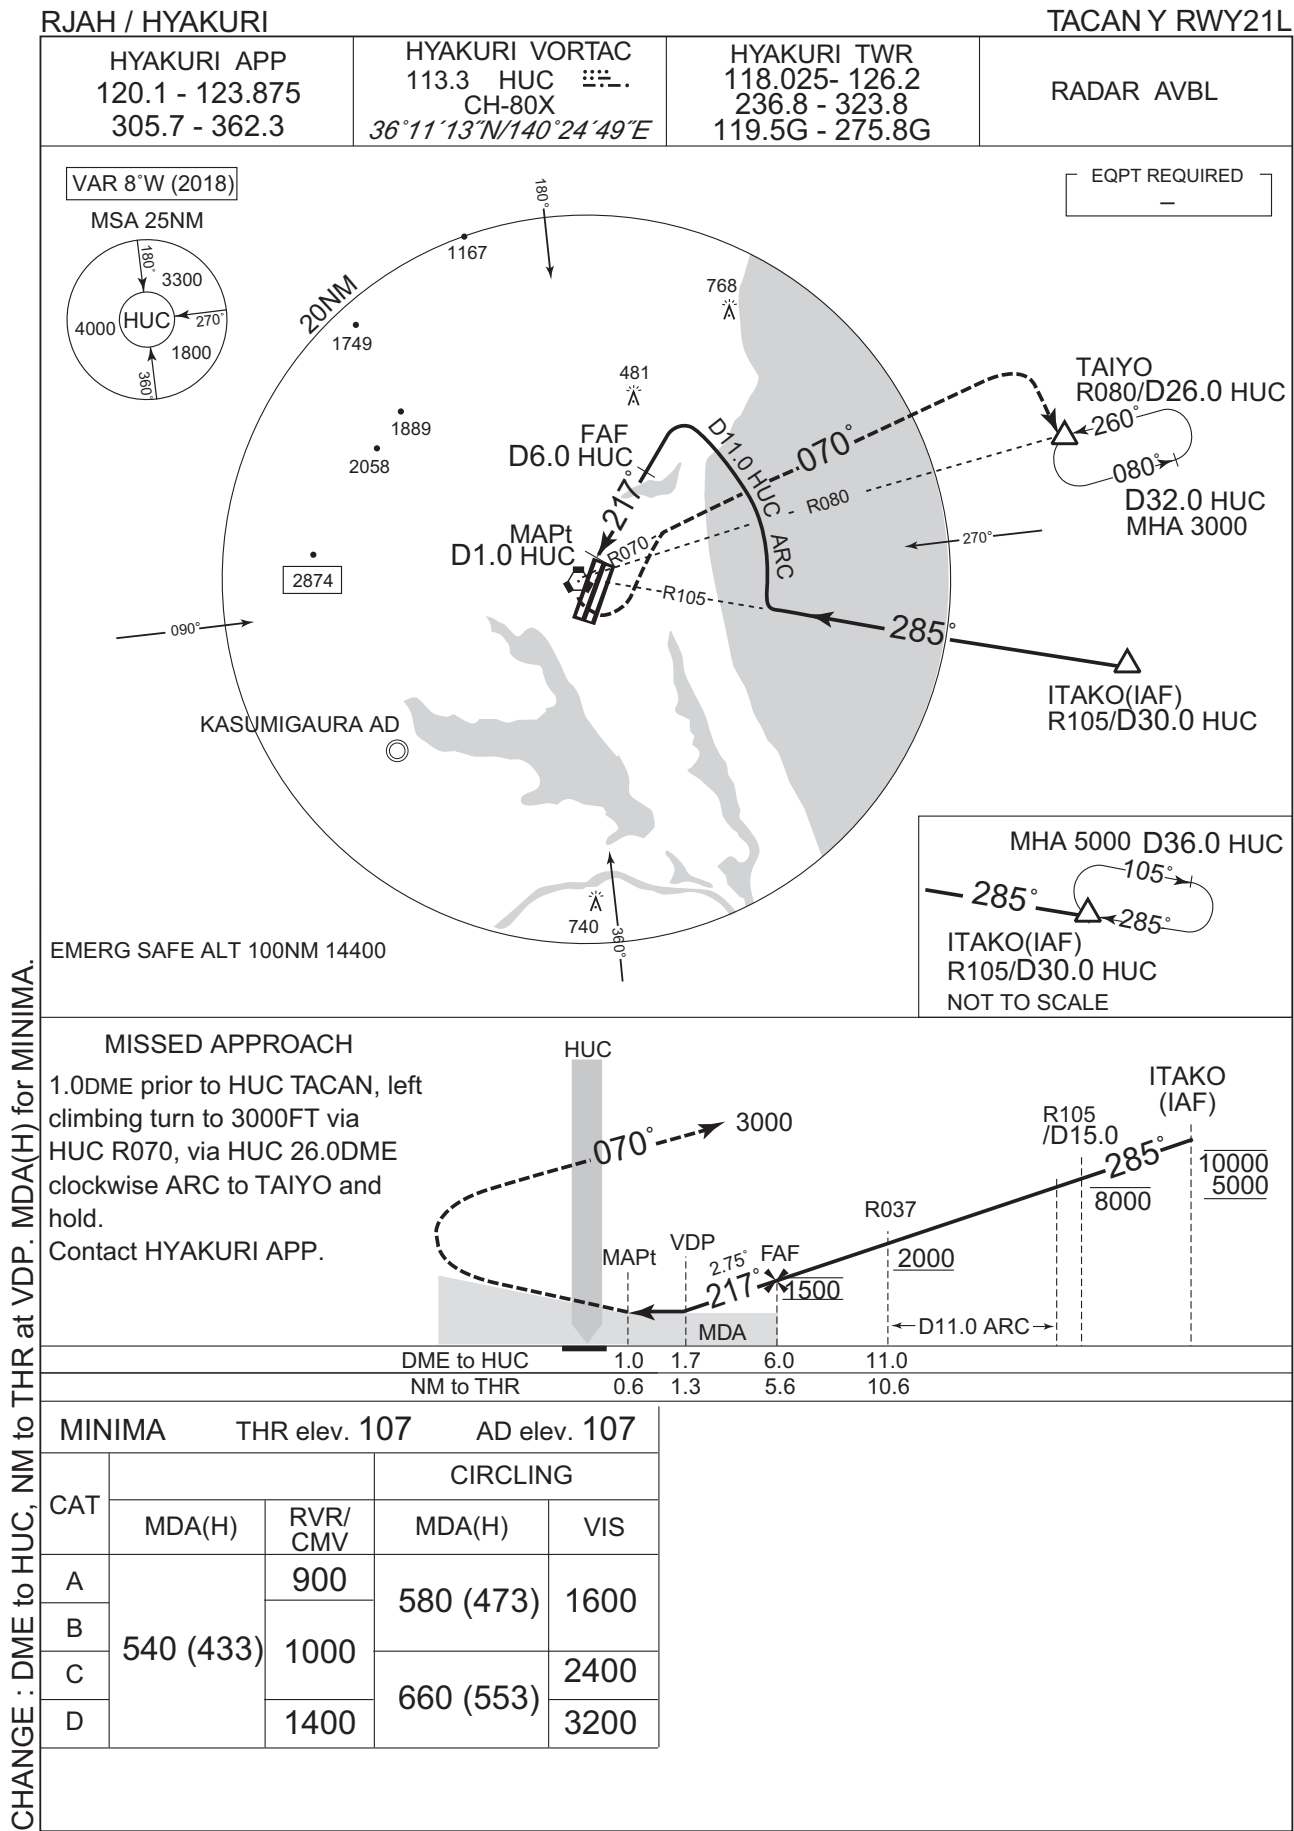 RJAH / HYAKURI
TACAN Y RWY21L
HYAKURI APP
120.1 - 123.875
305.7 - 362.3
HYAKURI VORTAC
113.3 HUC
CH-80X
36°11´13˝N/140°24´49˝E
HYAKURI TWR
118.025- 126.2
236.8 - 323.8
119.5G - 275.8G
RADAR AVBL
VAR 8°W (2018)
MSA 25NM
180°
3300
4000
HUC
270°
1800
360°
EQPT REQUIRED
–
180°
1167
20NM
768
1749
481
1889
2058
2874
FAF
D6.0 HUC
217°
MAPt
D1.0 HUC
D11.0 HUC ARC
070°
R070
R080
R105
285°
TAIYO
R080/D26.0 HUC
260°
080°
D32.0 HUC
MHA 3000
270°
090°
ITAKO(IAF)
R105/D30.0 HUC
KASUMIGAURA AD
740
360°
EMERG SAFE ALT 100NM 14400
MHA 5000 D36.0 HUC
105°
285°
285°
ITAKO(IAF)
R105/D30.0 HUC
NOT TO SCALE
MISSED APPROACH
1.0DME prior to HUC TACAN, left
climbing turn to 3000FT via
HUC R070, via HUC 26.0DME
clockwise ARC to TAIYO and
hold.
Contact HYAKURI APP.
HUC
070°
3000
MAPt
VDP
2.75°
217°
FAF
1500
MDA
R037
2000
D11.0 ARC
R105
/D15.0
8000
285°
ITAKO
(IAF)
10000
5000
DME to HUC 1.0 1.7 6.0 11.0
NM to THR 0.6 1.3 5.6 10.6
MINIMA THR elev. 107 AD elev. 107
CAT
CIRCLING
MDA(H)
RVR/
CMV
MDA(H)
VIS
A
B
C
D
540 (433)
900
1000
1400
580 (473)
660 (553)
1600
2400
3200
CHANGE : DME to HUC, NM to THR at VDP. MDA(H) for MINIMA.